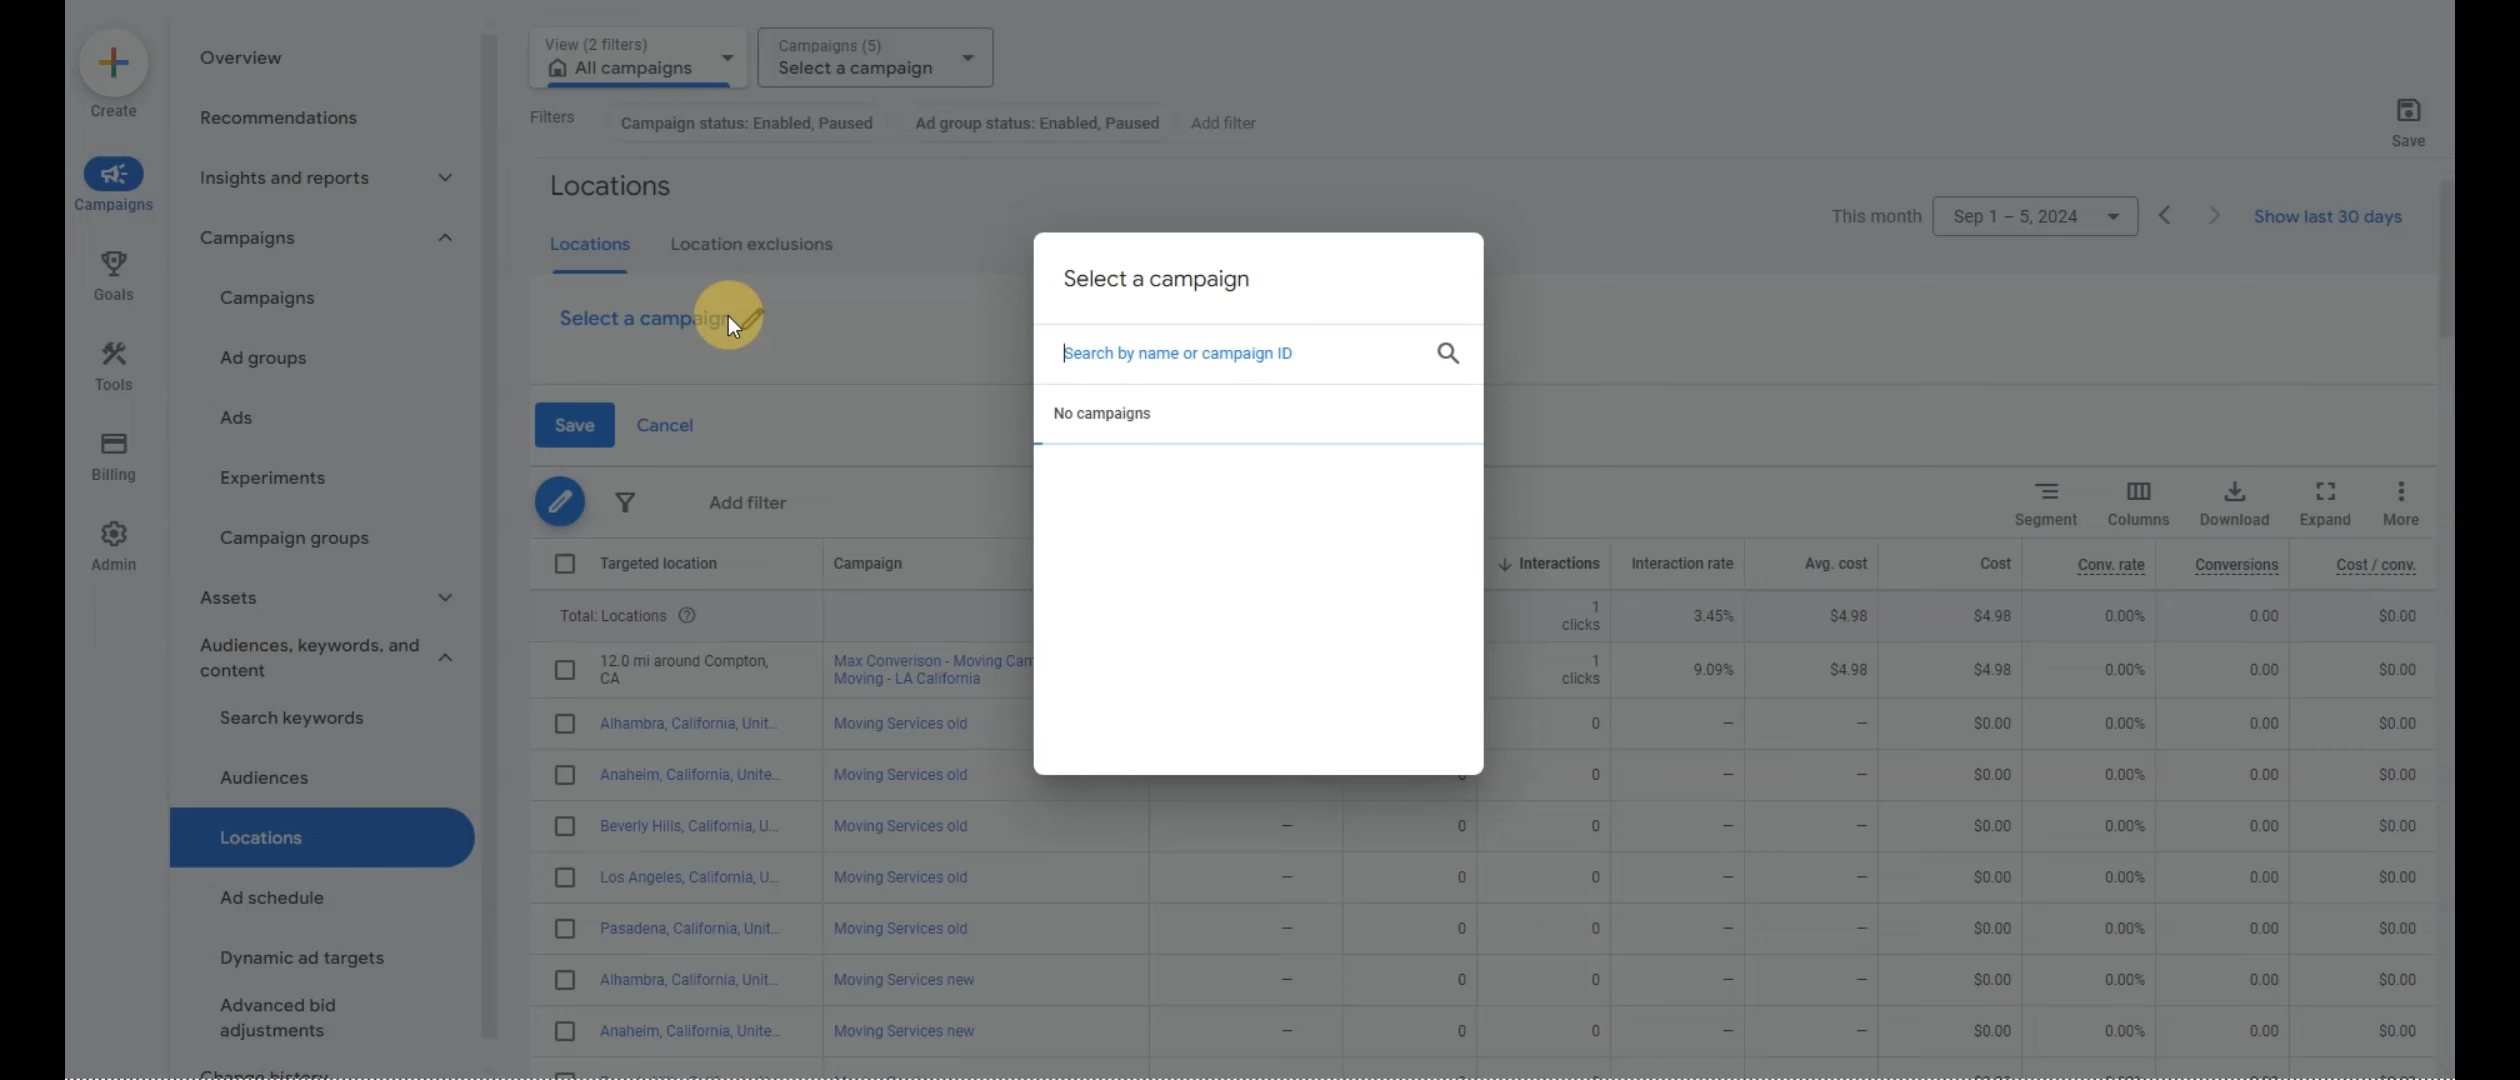 Create
Campaigns
Goals
Tools
Billing
Admin
Overview
Recommendations
Insights and reports
Campaigns
Campaigns
Ad groups
Ads
Experiments
Campaign groups
Assets
Audiences, keywords, and
content
Search keywords
Audiences
Locations
Ad schedule
Dynamic ad targets
Advanced bid
adjustments
Change history
View (2 filters)
All campaigns
Campaigns (5)
Select a campaign
Filters
Campaign status: Enabled, Paused
Ad group status: Enabled, Paused
Add filter
Save
Locations
This month
Sep 1 – 5, 2024
Show last 30 days
Locations
Location exclusions
Select a campaign
Save
Cancel
Select a campaign
Search by name or campaign ID
No campaigns
Add filter
Segment
Columns
Download
Expand
More
Targeted location Campaign Interactions Interaction rate Avg. cost Cost Conv. rate Conversions Cost / conv.
Total: Locations 1 clicks 3.45% $4.98 $4.98 0.00% 0.00 $0.00
12.0 mi around Compton, Max Converison - Moving Cam
CA Moving - LA California 1 clicks 9.09% $4.98 $4.98 0.00% 0.00 $0.00
Alhambra, California, Unit... Moving Services old 0 – – $0.00 0.00% 0.00 $0.00
Anaheim, California, Unite... Moving Services old 0 0 – – $0.00 0.00% 0.00 $0.00
Beverly Hills, California, U... Moving Services old – 0 0 – – $0.00 0.00% 0.00 $0.00
Los Angeles, California, U... Moving Services old – 0 0 – – $0.00 0.00% 0.00 $0.00
Pasadena, California, Unit... Moving Services old – 0 0 – – $0.00 0.00% 0.00 $0.00
Alhambra, California, Unit... Moving Services new – 0 0 – – $0.00 0.00% 0.00 $0.00
Anaheim, California, Unite... Moving Services new – 0 0 – – $0.00 0.00% 0.00 $0.00